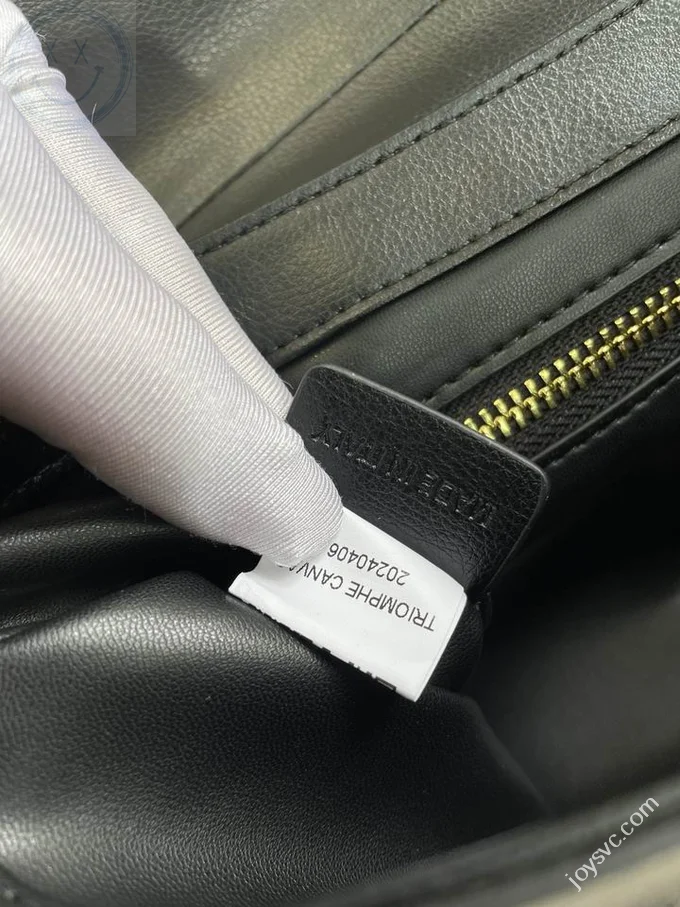 MADE IN ITALY
TRIOMPHE CANVA
20240406
joysvc.com